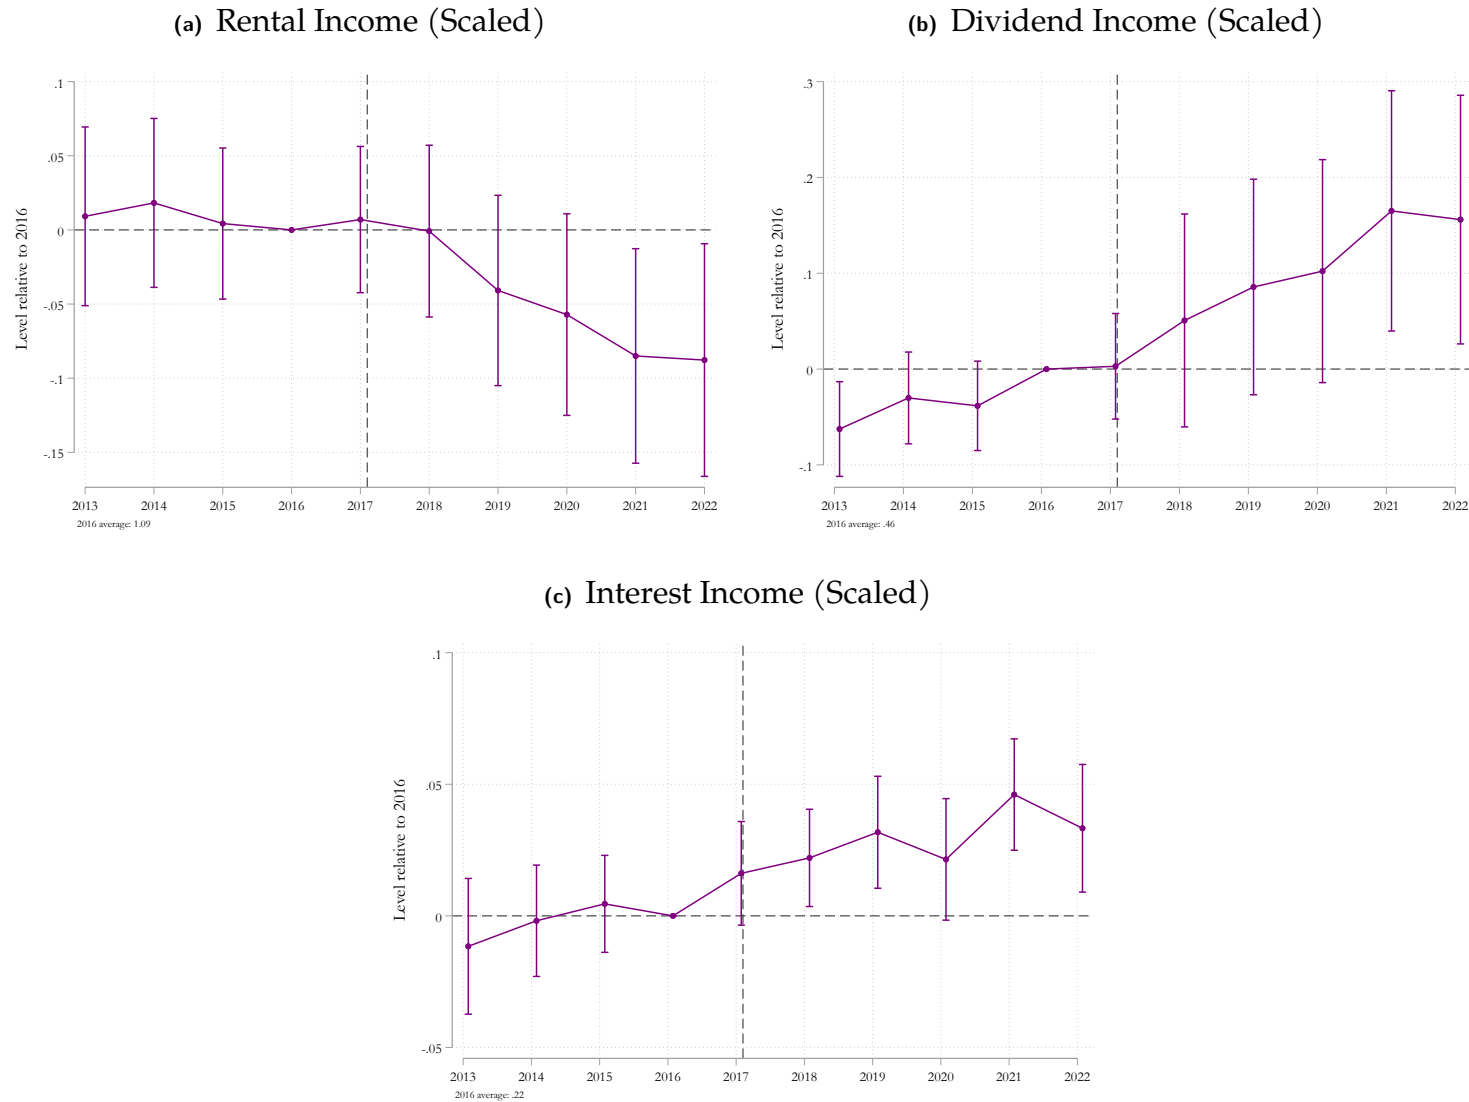 (a) Rental Income (Scaled)
Level relative to 2016
.1
.05
0
-.05
-.1
-.15
2013 2014 2015 2016 2017 2018 2019 2020 2021 2022
2016 average: 1.09
(b) Dividend Income (Scaled)
Level relative to 2016
.3
.2
.1
0
-.1
2013 2014 2015 2016 2017 2018 2019 2020 2021 2022
2016 average: .46
(c) Interest Income (Scaled)
Level relative to 2016
.1
.05
0
-.05
2013 2014 2015 2016 2017 2018 2019 2020 2021 2022
2016 average: .22